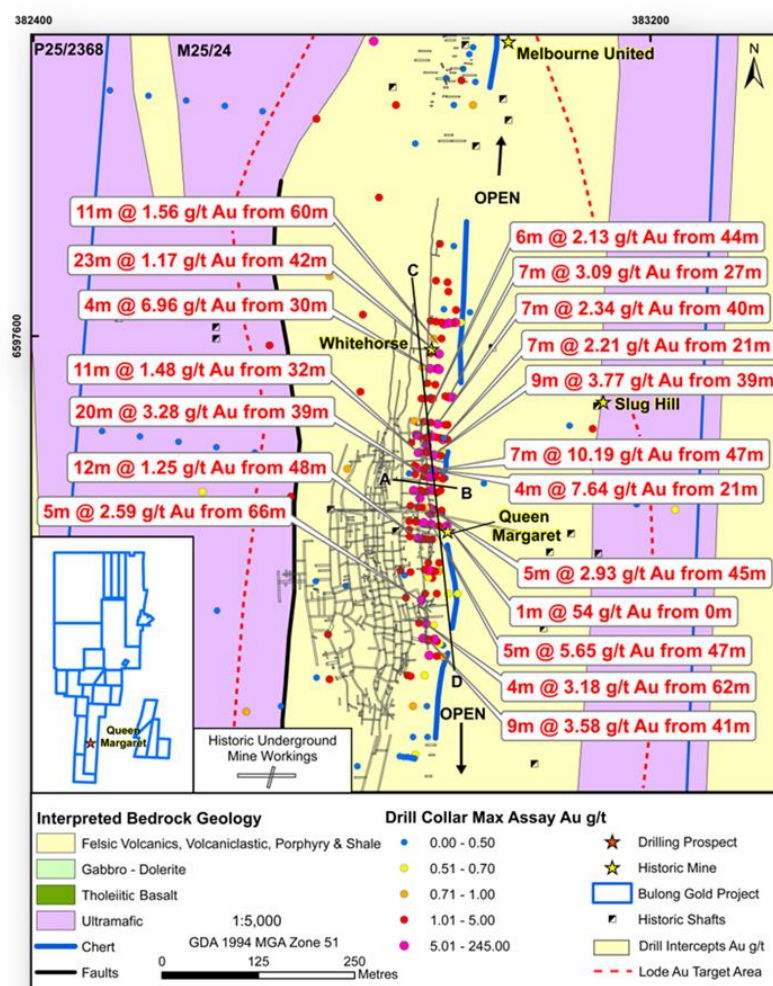 382400
383200
P25/2368
M25/24
Melbourne United
N
OPEN
11m @ 1.56 g/t Au from 60m
6m @ 2.13 g/t Au from 44m
23m @ 1.17 g/t Au from 42m
C
7m @ 3.09 g/t Au from 27m
4m @ 6.96 g/t Au from 30m
7m @ 2.34 g/t Au from 40m
6597600
Whitehorse
7m @ 2.21 g/t Au from 21m
11m @ 1.48 g/t Au from 32m
9m @ 3.77 g/t Au from 39m
20m @ 3.28 g/t Au from 39m
Slug Hill
12m @ 1.25 g/t Au from 48m
7m @ 10.19 g/t Au from 47m
A
B
4m @ 7.64 g/t Au from 21m
5m @ 2.59 g/t Au from 66m
Queen
Margaret
5m @ 2.93 g/t Au from 45m
1m @ 54 g/t Au from 0m
5m @ 5.65 g/t Au from 47m
4m @ 3.18 g/t Au from 62m
D
OPEN
9m @ 3.58 g/t Au from 41m
Queen
Margaret
Historic Underground
Mine Workings
Interpreted Bedrock Geology
Felsic Volcanics, Volcaniclastic, Porphyry & Shale
Gabbro - Dolerite
Tholeiitic Basalt
Ultramafic
Chert
Faults
1:5,000
GDA 1994 MGA Zone 51
0 125 250
Metres
Drill Collar Max Assay Au g/t
0.00 - 0.50
0.51 - 0.70
0.71 - 1.00
1.01 - 5.00
5.01 - 245.00
Drilling Prospect
Historic Mine
Bulong Gold Project
Historic Shafts
Drill Intercepts Au g/t
Lode Au Target Area